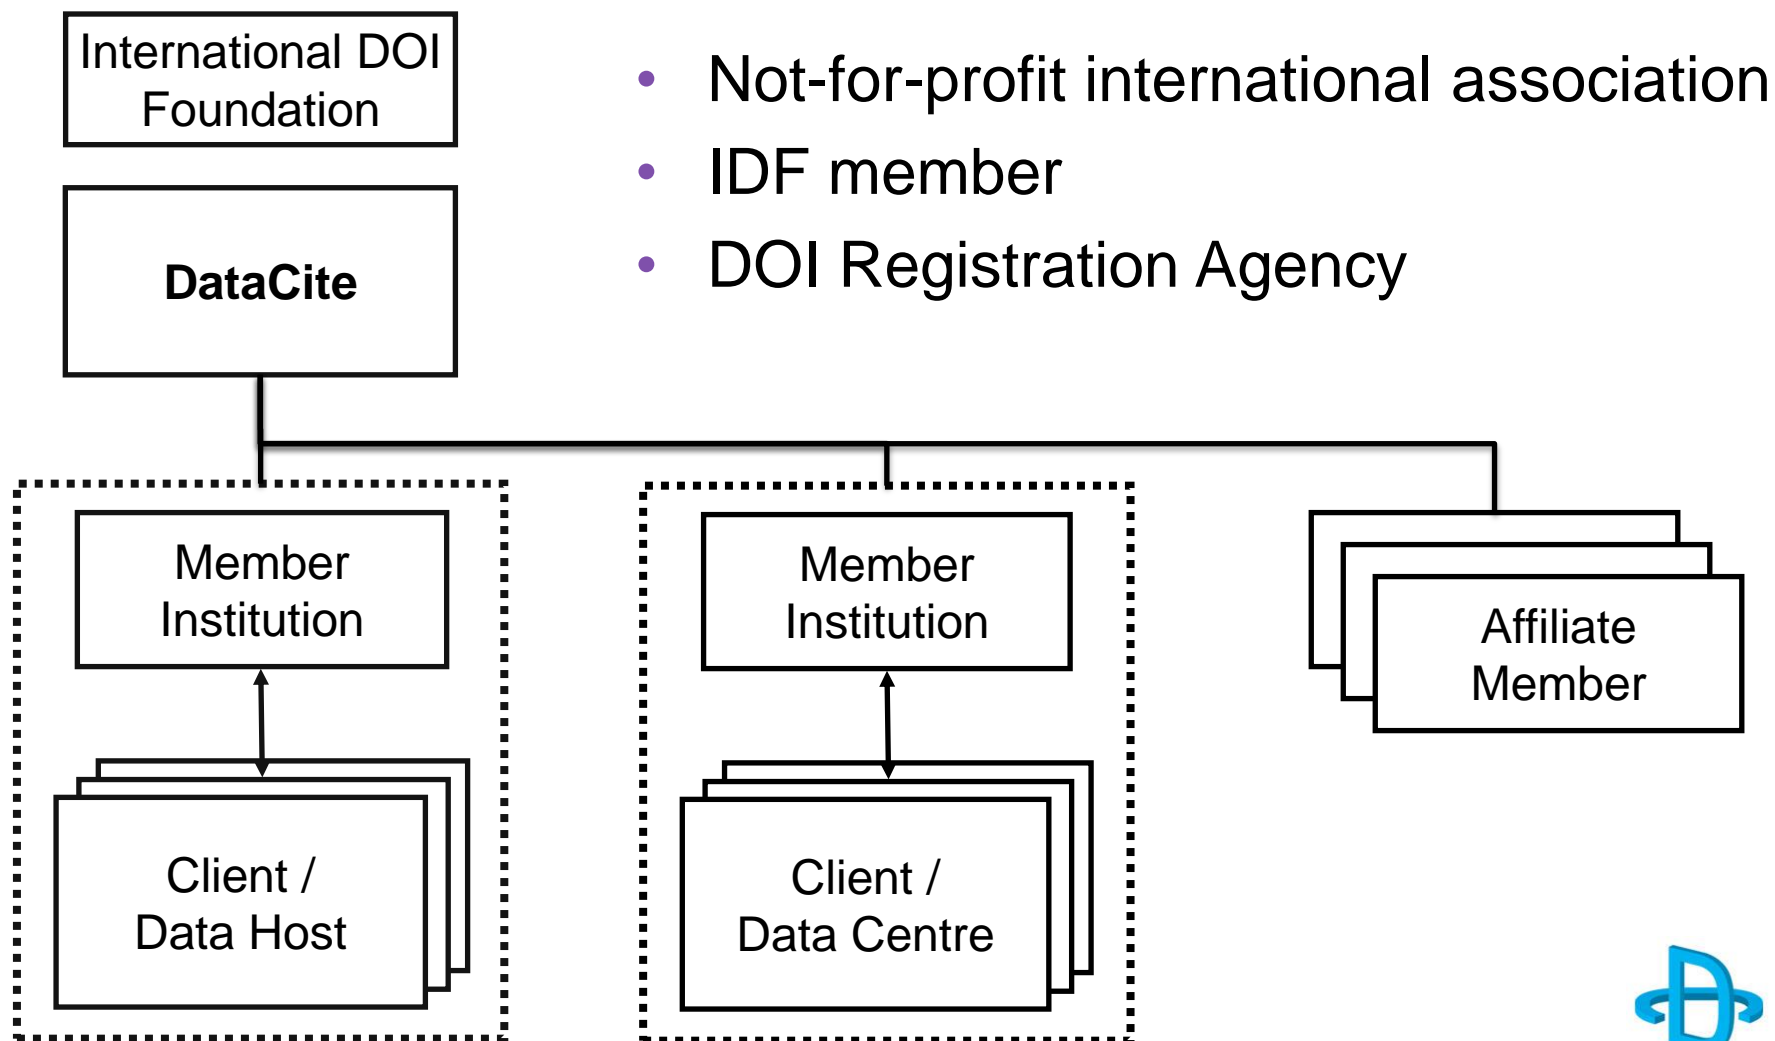 International DOI
Foundation
• Not-for-profit international association
• IDF member
• DOI Registration Agency
DataCite
Member
Institution
Member
Institution
Affiliate
Member
Client /
Data Host
Client /
Data Centre